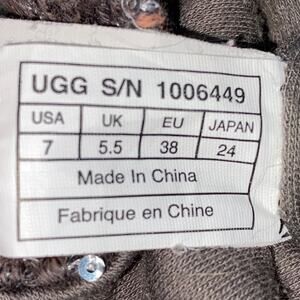 UGG S/N 1006449
USA UK EU JAPAN
7 5.5 38 24
Made In China
Fabrique en Chine